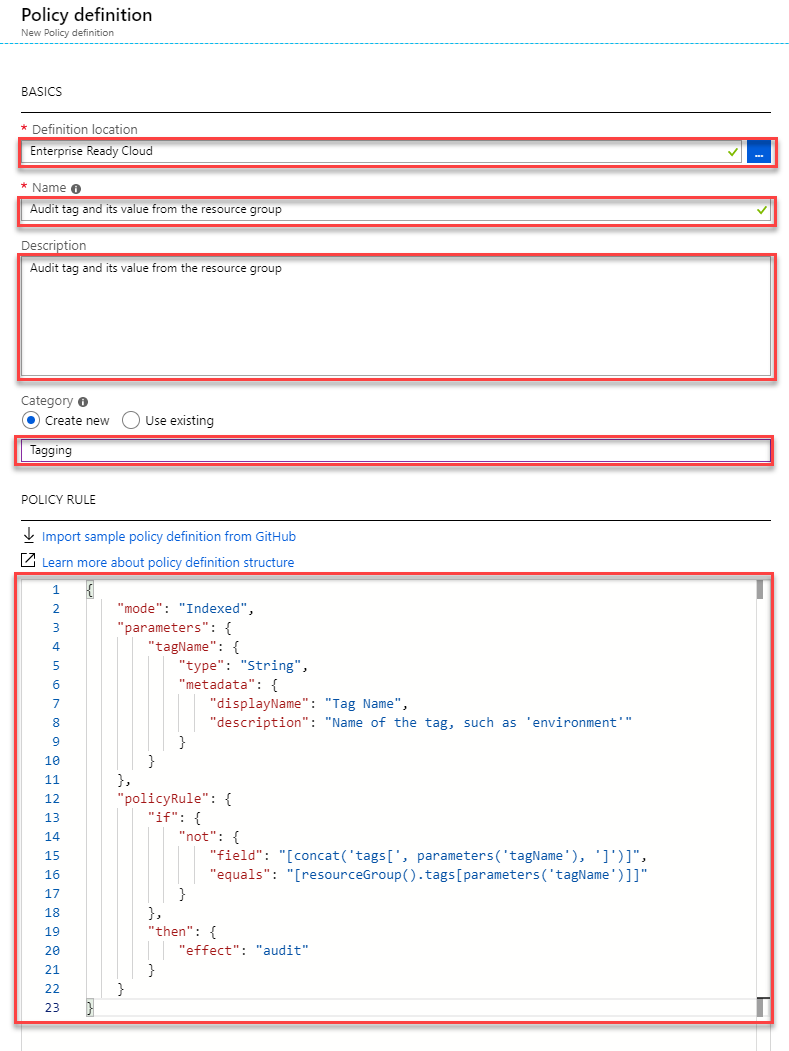 Policy definition
New Policy definition
BASICS
* Definition location
Enterprise Ready Cloud
...
* Name
Audit tag and its value from the resource group
Description
Audit tag and its value from the resource group
Category
Create new Use existing
Tagging
POLICY RULE
Import sample policy definition from GitHub
Learn more about policy definition structure
1 {
2     "mode": "Indexed",
3     "parameters": {
4         "tagName": {
5             "type": "String",
6             "metadata": {
7                 "displayName": "Tag Name",
8                 "description": "Name of the tag, such as 'environment'"
9             }
10         }
11     },
12     "policyRule": {
13         "if": {
14             "not": {
15                 "field": "[concat('tags[', parameters('tagName'), ']')]",
16                 "equals": "[resourceGroup().tags[parameters('tagName')]]"
17             }
18         },
19         "then": {
20             "effect": "audit"
21         }
22     }
23 }